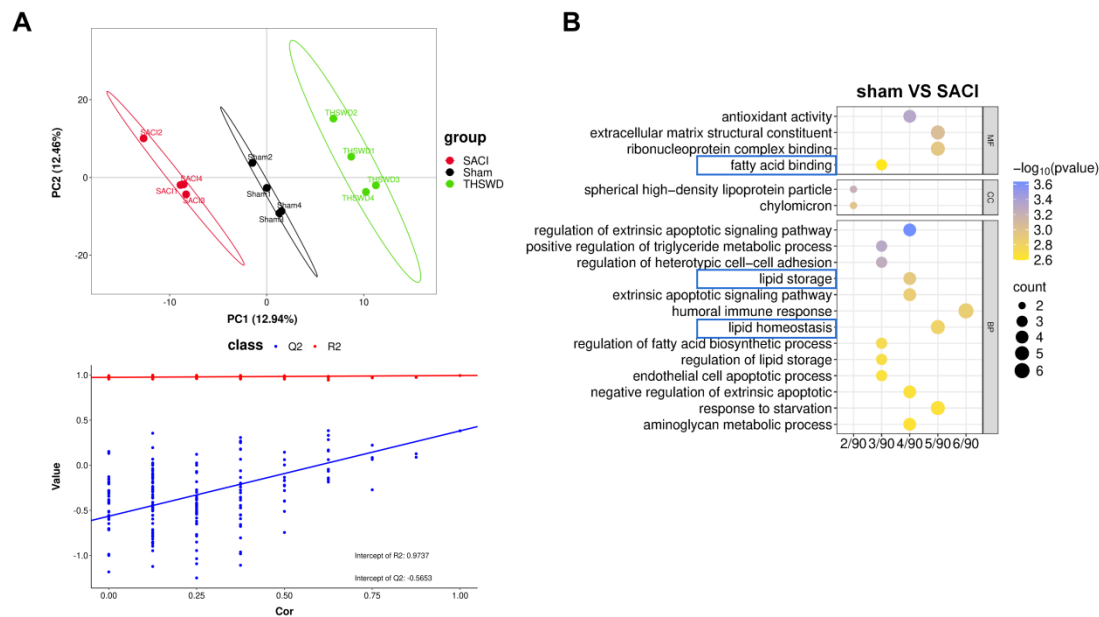 A
PC2 (12.46%)
20
0
-20
SACI2
SACI4
SACI1
SACI3
Sham2
Sham1
Sham4
Sham3
THSWD2
THSWD1
THSWD3
THSWD4
-10
0
10
PC1 (12.94%)
group
SACI
Sham
THSWD
class
Q2
R2
Value
1.0
0.5
0.0
-0.5
-1.0
Intercept of R2: 0.9737
Intercept of Q2: -0.5653
0.00
0.25
0.50
0.75
1.00
Cor
B
sham VS SACI
antioxidant activity
extracellular matrix structural constituent
ribonucleoprotein complex binding
fatty acid binding
MF
spherical high−density lipoprotein particle
chylomicron
CC
regulation of extrinsic apoptotic signaling pathway
positive regulation of triglyceride metabolic process
regulation of heterotypic cell−cell adhesion
lipid storage
extrinsic apoptotic signaling pathway
humoral immune response
lipid homeostasis
regulation of fatty acid biosynthetic process
regulation of lipid storage
endothelial cell apoptotic process
negative regulation of extrinsic apoptotic
response to starvation
aminoglycan metabolic process
BP
2/90 3/90 4/90 5/90 6/90
−log10(pvalue)
3.6
3.4
3.2
3.0
2.8
2.6
count
2
3
4
5
6